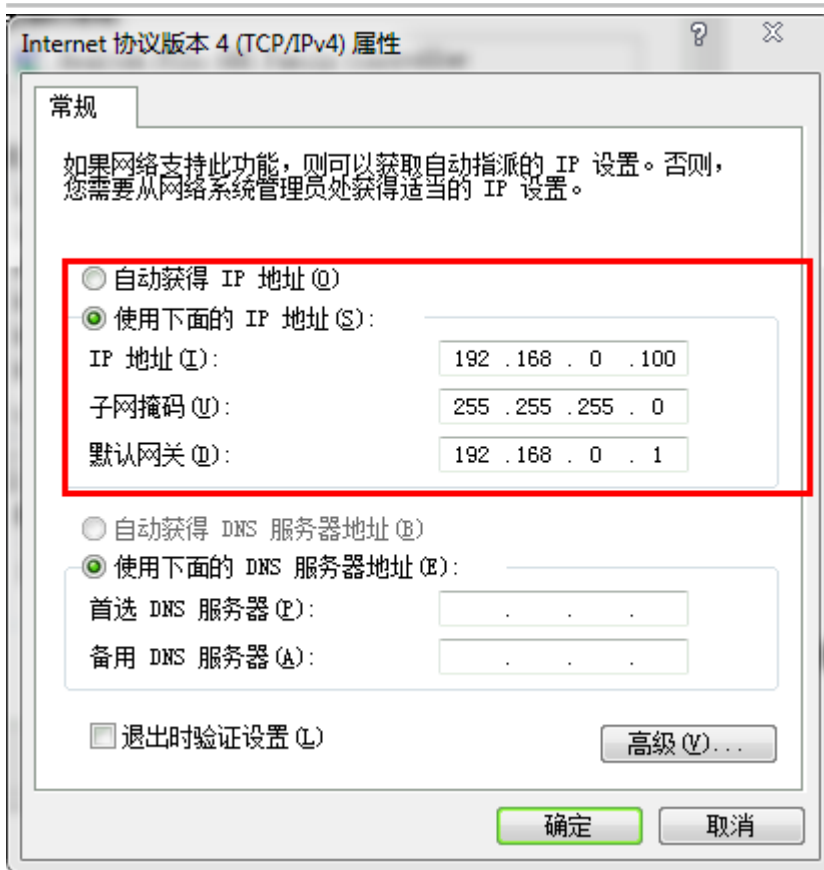 Internet 协议版本 4 (TCP/IPv4) 属性
常规
如果网络支持此功能，则可以获取自动指派的 IP 设置。否则，
您需要从网络系统管理员处获得适当的 IP 设置。
自动获得 IP 地址(O)
使用下面的 IP 地址(S):
IP 地址(I): 192 .168 . 0 .100
子网掩码(U): 255 .255 .255 . 0
默认网关(D): 192 .168 . 0 . 1
自动获得 DNS 服务器地址(B)
使用下面的 DNS 服务器地址(E):
首选 DNS 服务器(P): . . .
备用 DNS 服务器(A): . . .
退出时验证设置(L)
高级(V)...
确定 取消